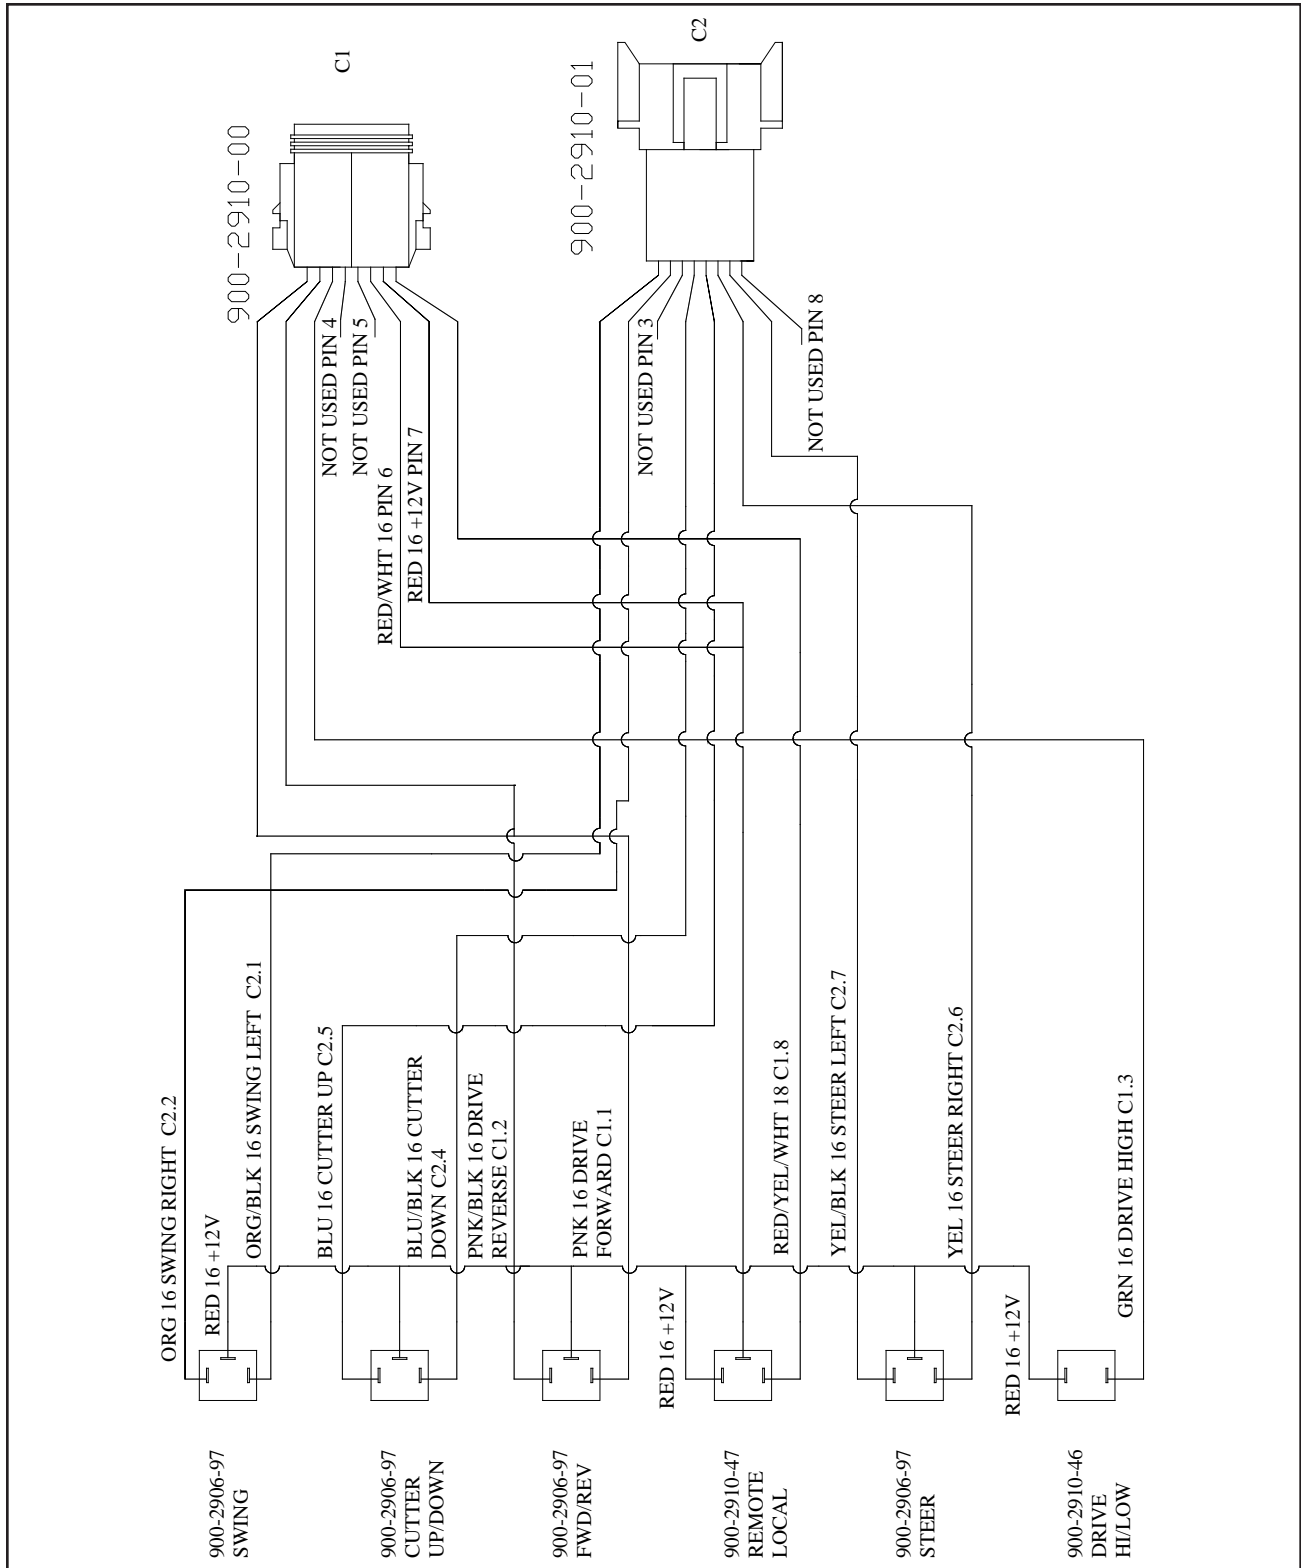 C1
C2
900-2910-00
900-2910-01
NOT USED PIN 4
NOT USED PIN 5
RED/WHT 16 PIN 6
RED 16 +12V PIN 7
NOT USED PIN 3
NOT USED PIN 8
ORG 16 SWING RIGHT C2.2
RED 16 +12V
ORG/BLK 16 SWING LEFT C2.1
BLU 16 CUTTER UP C2.5
BLU/BLK 16 CUTTER
DOWN C2.4
PNK/BLK 16 DRIVE
REVERSE C1.2
PNK 16 DRIVE
FORWARD C1.1
RED 16 +12V
RED/YEL/WHT 18 C1.8
YEL/BLK 16 STEER LEFT C2.7
YEL 16 STEER RIGHT C2.6
RED 16 +12V
GRN 16 DRIVE HIGH C1.3
900-2906-97
SWING
900-2906-97
CUTTER
UP/DOWN
900-2906-97
FWD/REV
900-2910-47
REMOTE
LOCAL
900-2906-97
STEER
900-2910-46
DRIVE
HI/LOW